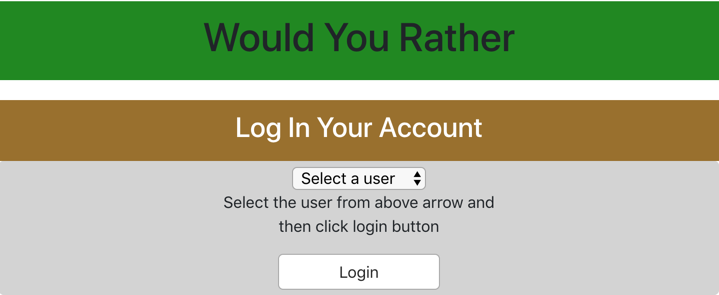 Would You Rather
Log In Your Account
Select a user
Select the user from above arrow and
then click login button
Login